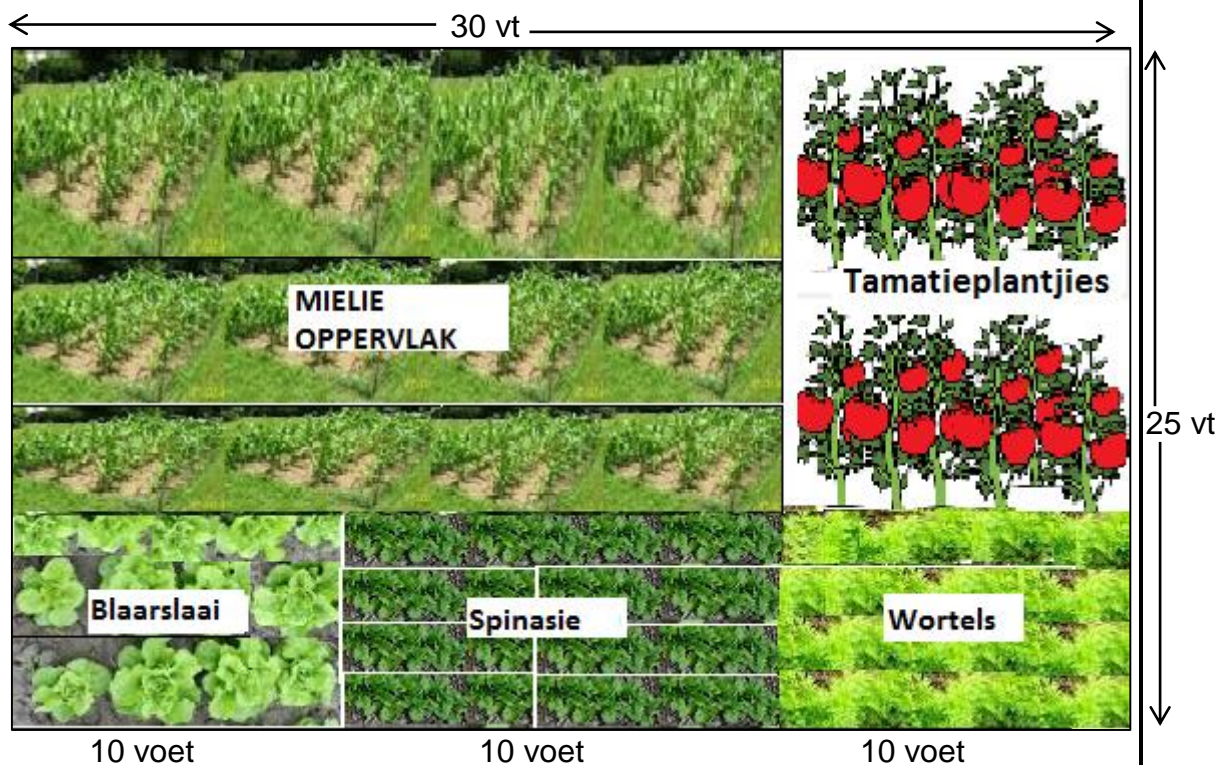 30 vt
Tamatieplantjies
MIELIE
OPPERVLAK
25 vt
Blaarslaai
Spinasie
Wortels
10 voet 10 voet 10 voet